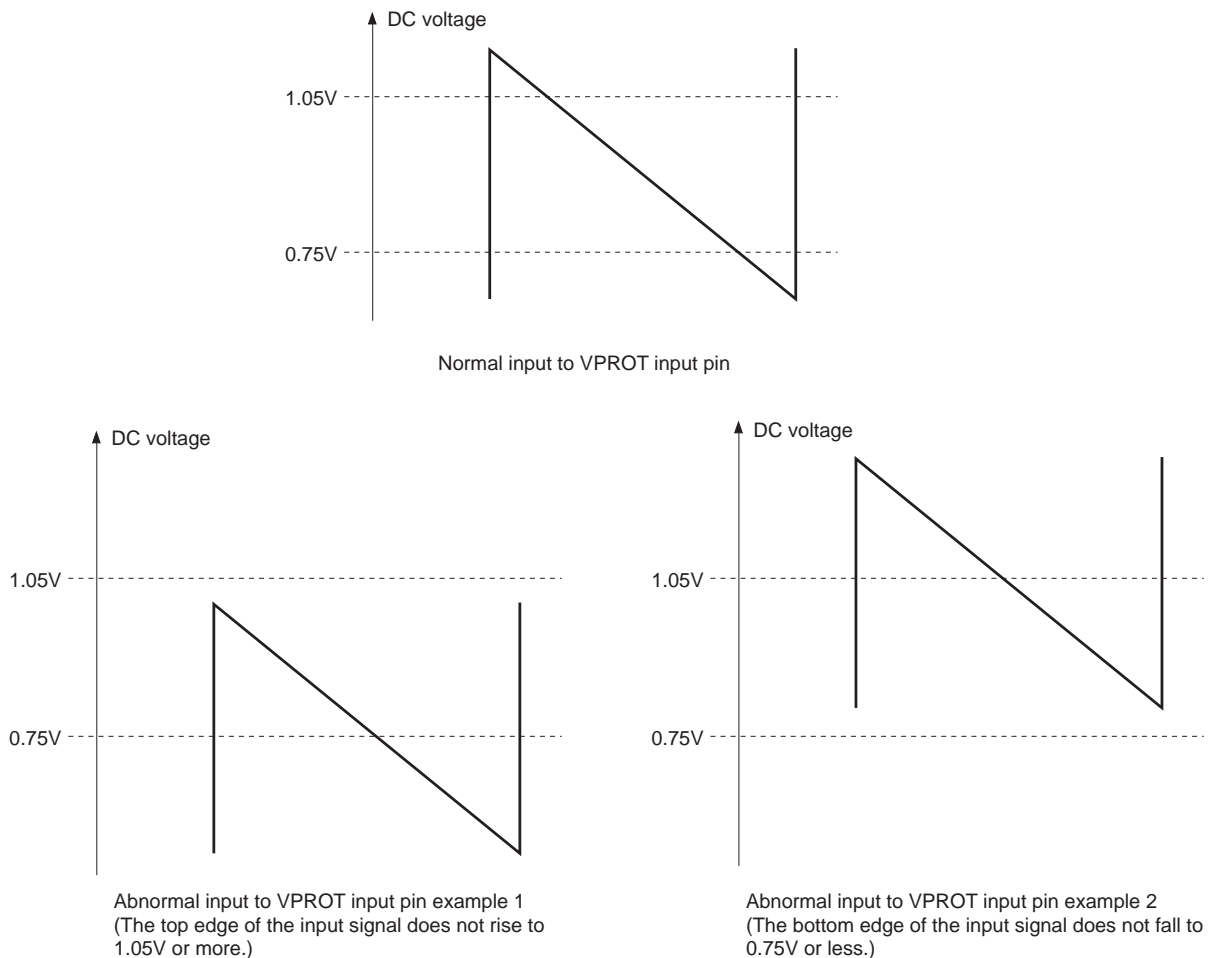 DC voltage
1.05V
0.75V
Normal input to VPROT input pin
DC voltage
1.05V
0.75V
Abnormal input to VPROT input pin example 1
(The top edge of the input signal does not rise to
1.05V or more.)
DC voltage
1.05V
0.75V
Abnormal input to VPROT input pin example 2
(The bottom edge of the input signal does not fall to
0.75V or less.)